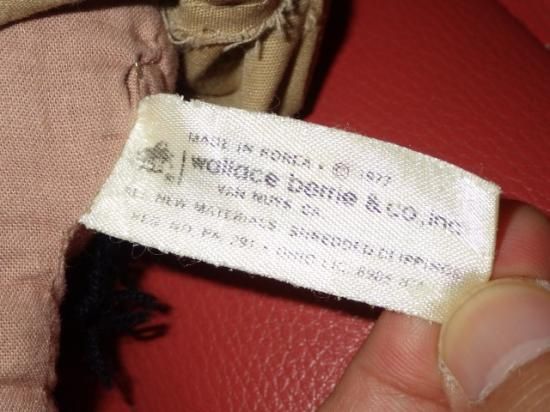 MADE IN KOREA • © 1977
wallace berrie & co., inc.
VAN NUYS, CA.
ALL NEW MATERIALS: SHREDDED CLIPPINGS
REG NO. PA. 291 • OHIO LIC. 8905